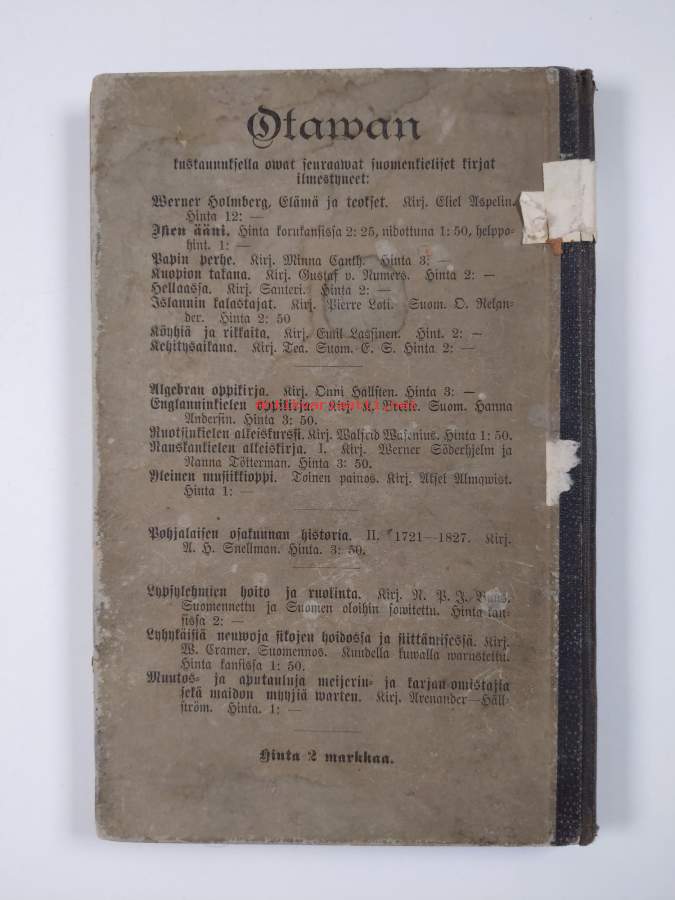 Otawan
kustannuksella owat seuraawat suomenkieliset kirjat
ilmestyneet:
Werner Holmberg, Elämä ja teokset. Kirj. Eliel Aspelin.
Hinta 12: —
Isien ääni. Hinta korukansissa 2: 25, nidottuna 1: 50, helppo-
hint. 1: —
Papin perhe. Kirj. Minna Canth. Hinta 3: —
Kuopion takana. Kirj. Gustaf v. Numers. Hinta 2: —
Hellaassa. Kirj. Santeri. Hinta 2: —
Islannin kalastajat. Kirj. Pierre Loti. Suom. O. Relan-
der. Hinta 2: 50
Köyhiä ja rikkaita. Kirj. Emil Lassinen. Hint. 2: —
Kehitysaikana. Kirj. Tea. Suom. E. S. Hinta 2: —
Algebran oppikirja. Kirj. Onni Hallsten. Hinta 3: —
Englanninkielen oppikirja. Kirj. Suom. Hanna
Andersin. Hinta 3: 50.
Ruotsinkielen alkeiskurssi. Kirj. Walfrid Wasenius. Hinta 1: 50.
Ranskankielen alkeiskirja. I. Kirj. Werner Söderhjelm ja
Nanna Tötterman. Hinta 3: 50.
Yleinen musiikkioppi. Toinen painos. Kirj. Aksel Almqwist.
Hinta 1: —
Pohjalaisen osakunnan historia. II. 1721—1827. Kirj.
A. H. Snellman. Hinta. 3: 50.
Lypsylehmien hoito ja ruokinta. Kirj. N. P. J. Buus.
Suomennettu ja Suomen oloihin sowitettu. Hinta kan-
sissa 2: —
Lyhykäisiä neuwoja sikojen hoidossa ja siittämisessä. Kirj.
W. Cramer. Suomennos. Kuudella kuwalla warustettu.
Hinta kansissa 1: 50.
Muutos- ja aputauluja meijerin- ja karjan-omistajia
sekä maidon myyjiä warten. Kirj. Arenander—Häll-
ström. Hinta. 1: —
Hinta 2 markkaa.